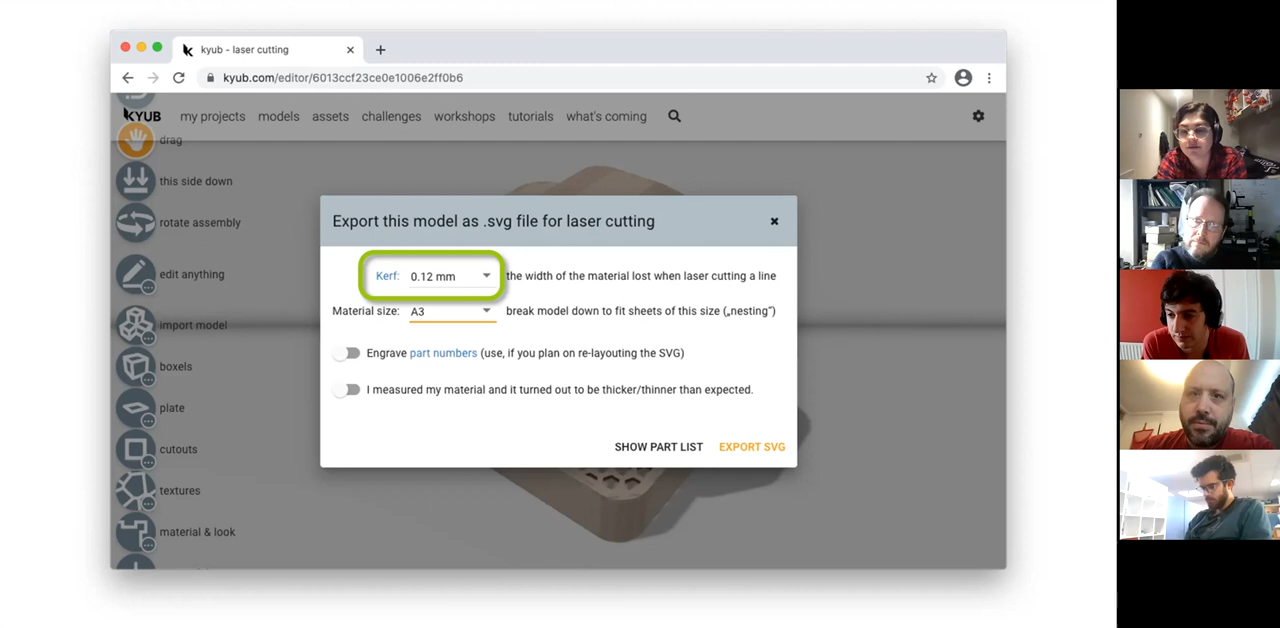 kyub - laser cutting
kyub.com/editor/6013ccf23ce0e1006e2ff0b6
KYUB my projects models assets challenges workshops tutorials what's coming
drag
this side down
rotate assembly
edit anything
import model
boxels
plate
cutouts
textures
material & look
Export this model as .svg file for laser cutting
Kerf: 0.12 mm the width of the material lost when laser cutting a line
Material size: A3 break model down to fit sheets of this size („nesting")
Engrave part numbers (use, if you plan on re-layouting the SVG)
I measured my material and it turned out to be thicker/thinner than expected.
SHOW PART LIST EXPORT SVG